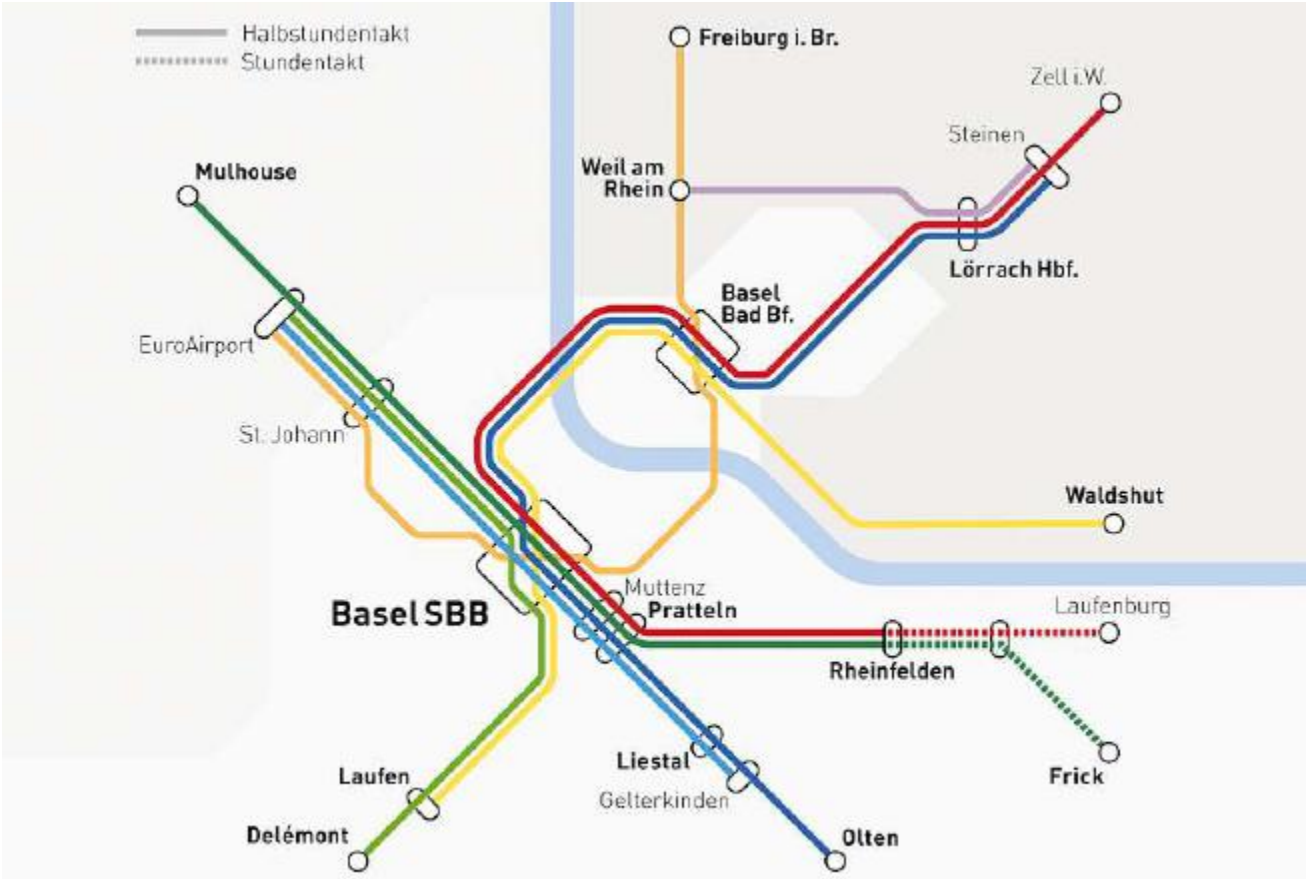 Halbstundentakt
Stundentakt
Freiburg i. Br.
Zell i.W.
Steinen
Mulhouse
Weil am
Rhein
Lörrach Hbf.
Basel
Bad Bf.
EuroAirport
St. Johann
Waldshut
Muttenz
Pratteln
Basel SBB
Laufenburg
Rheinfelden
Liestal
Laufen
Frick
Gelterkinden
Delémont
Olten